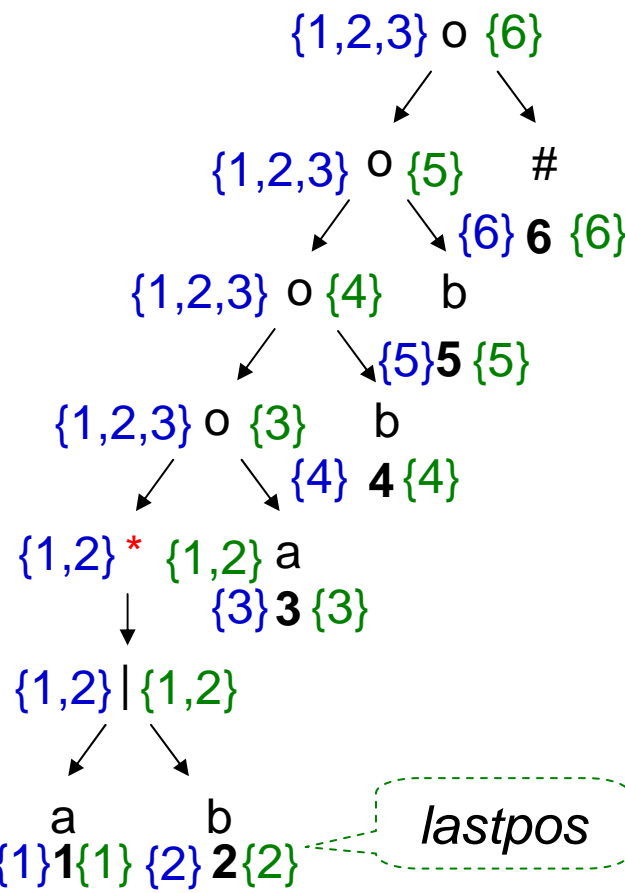 {1,2,3} o {6}
{1,2,3} o {5} #
{6} 6 {6}
{1,2,3} o {4} b
{5} 5 {5}
{1,2,3} o {3} b
{4} 4 {4}
{1,2} * {1,2} a
{3} 3 {3}
{1,2} | {1,2}
a b
{1} 1 {1} {2} 2 {2}
lastpos